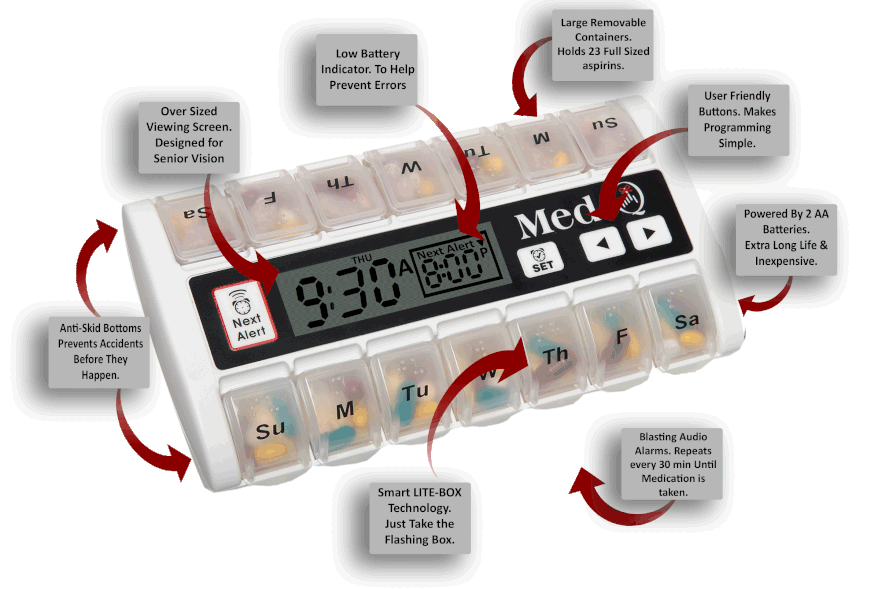 Large Removable
Containers.
Holds 23 Full Sized
aspirins.
Low Battery
Indicator. To Help
Prevent Errors
User Friendly
Buttons. Makes
Programming
Simple.
Over Sized
Viewing Screen.
Designed for
Senior Vision
Sa
F
Th
W
Tu
M
Su
Powered By 2 AA
Batteries.
Extra Long Life &
Inexpensive.
MedQ
THU
9:30A
Next Alert
8:00P
SET
Next
Alert
Anti-Skid Bottoms
Prevents Accidents
Before They
Happen.
Su
M
Tu
W
Th
F
Sa
Blasting Audio
Alarms. Repeats
every 30 min Until
Medication is
taken.
Smart LITE-BOX
Technology.
Just Take the
Flashing Box.